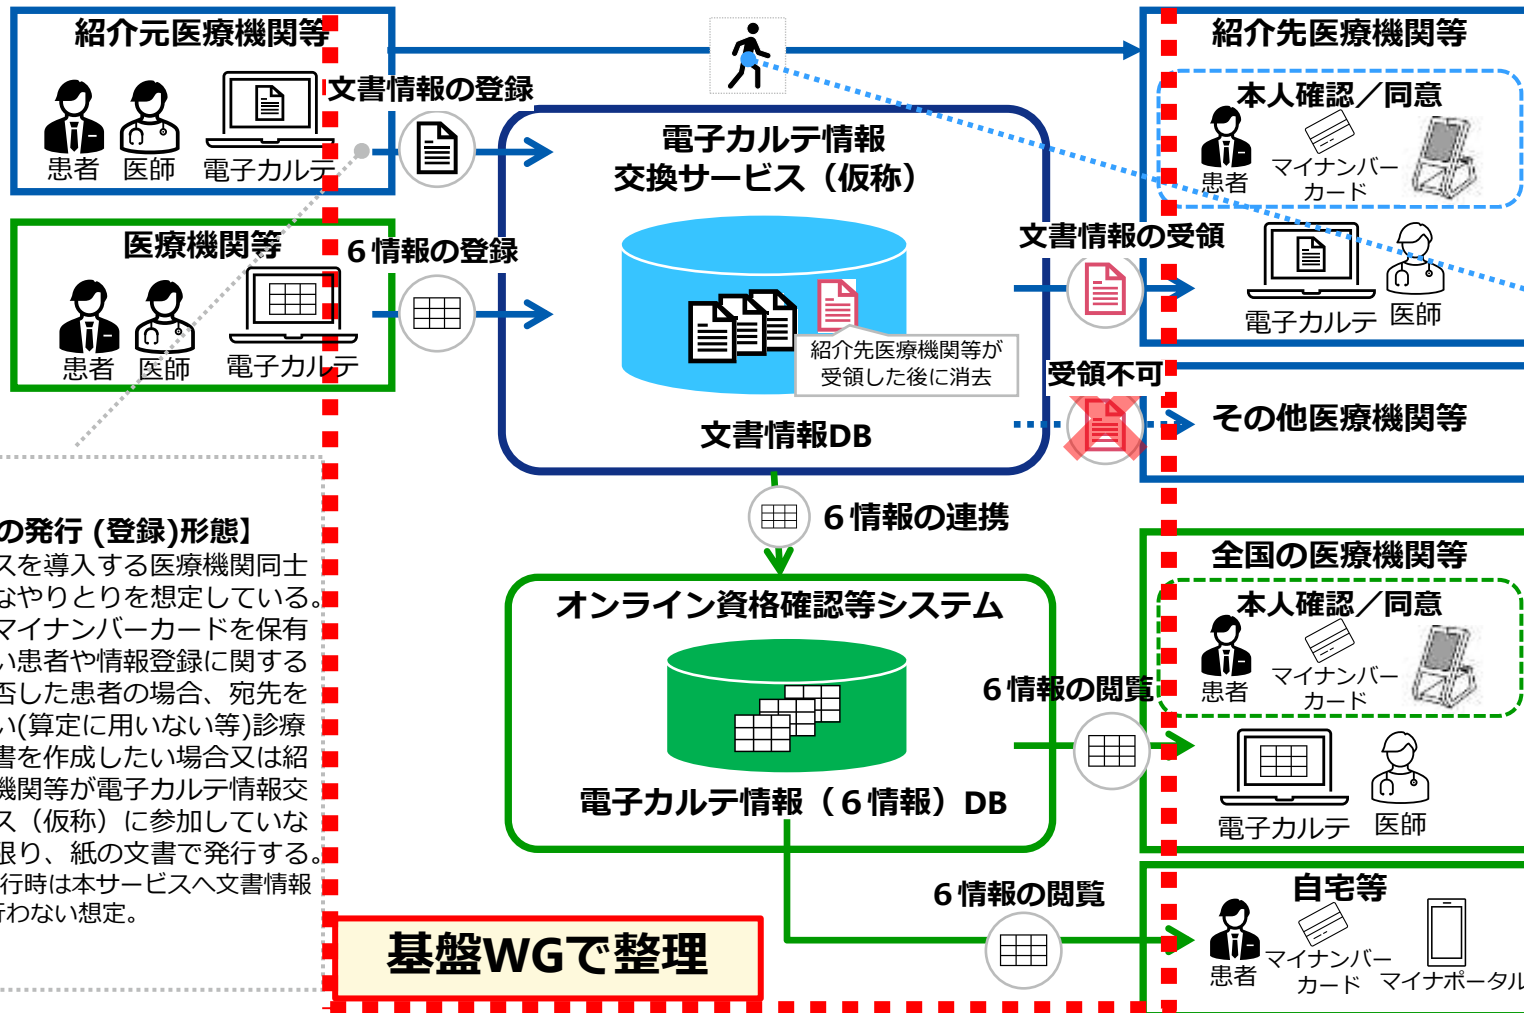 紹介元医療機関等
患者
医師
電子カルテ
文書情報の登録
医療機関等
患者
医師
電子カルテ
6情報の登録
電子カルテ情報
交換サービス（仮称）
紹介先医療機関等が
受領した後に消去
文書情報DB
文書情報の受領
受領不可
紹介先医療機関等
本人確認／同意
患者
マイナンバー
カード
電子カルテ
医師
その他医療機関等
6情報の連携
オンライン資格確認等システム
電子カルテ情報（6情報）DB
6情報の閲覧
全国の医療機関等
本人確認／同意
患者
マイナンバー
カード
電子カルテ
医師
6情報の閲覧
自宅等
患者
マイナンバー
カード
マイナポータル
の発行 (登録)形態】
スを導入する医療機関同士
なやりとりを想定している。
マイナンバーカードを保有
い患者や情報登録に関する
否した患者の場合、宛先を
い(算定に用いない等)診療
書を作成したい場合又は紹
機関等が電子カルテ情報交
ス（仮称）に参加していな
限り、紙の文書で発行する。
行時は本サービスへ文書情報
行わない想定。
基盤WGで整理